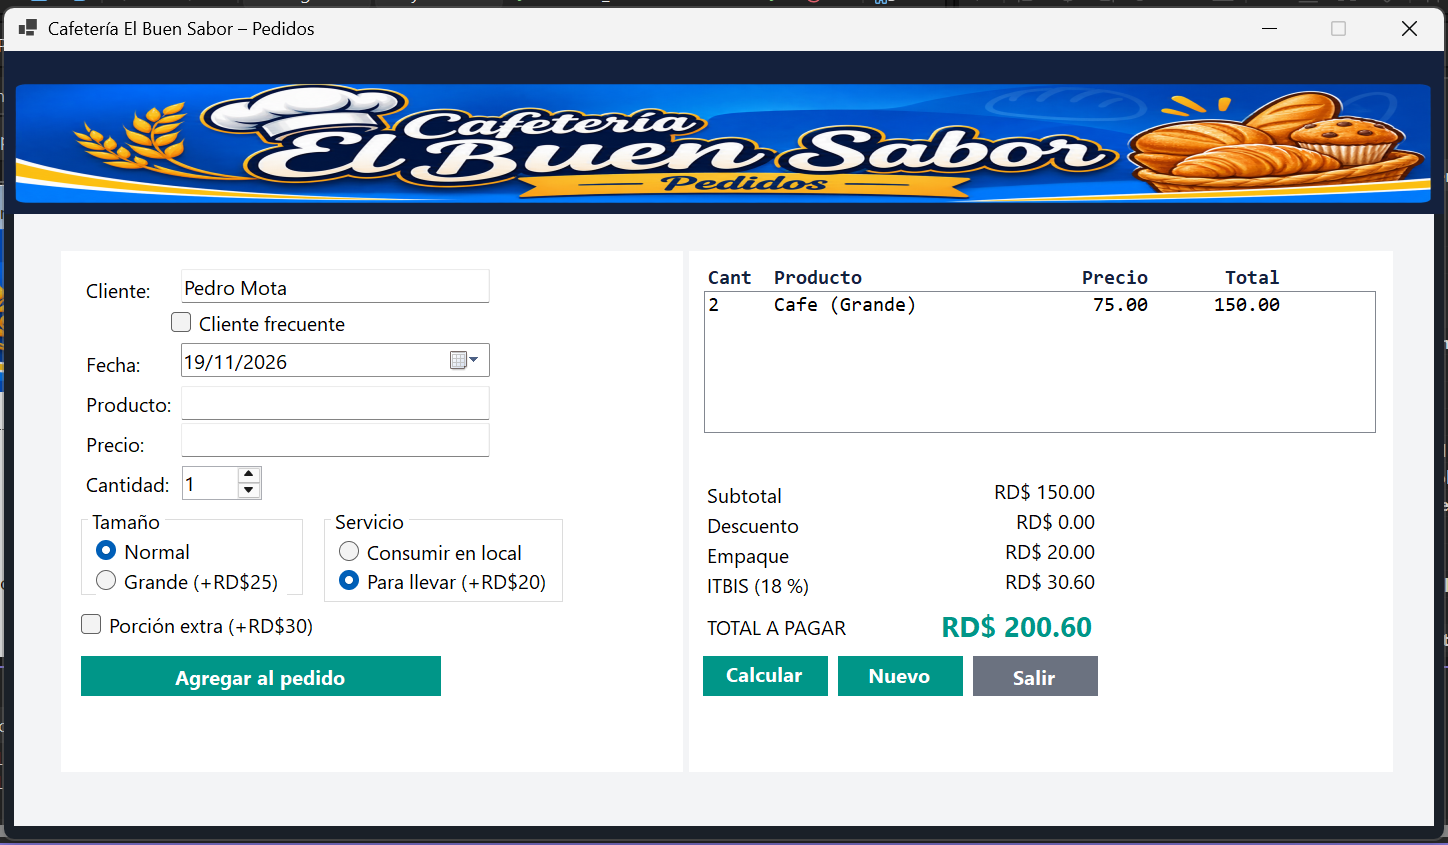 Cafetería El Buen Sabor – Pedidos
Cafetería
El Buen Sabor
Pedidos
Cliente:
Pedro Mota
Cliente frecuente
Fecha:
19/11/2026
Producto:
Precio:
Cantidad:
1
Tamaño
Normal
Grande (+RD$25)
Servicio
Consumir en local
Para llevar (+RD$20)
Porción extra (+RD$30)
Agregar al pedido
Cant Producto Precio Total
2 Cafe (Grande) 75.00 150.00
Subtotal RD$ 150.00
Descuento RD$ 0.00
Empaque RD$ 20.00
ITBIS (18 %) RD$ 30.60
TOTAL A PAGAR RD$ 200.60
Calcular Nuevo Salir